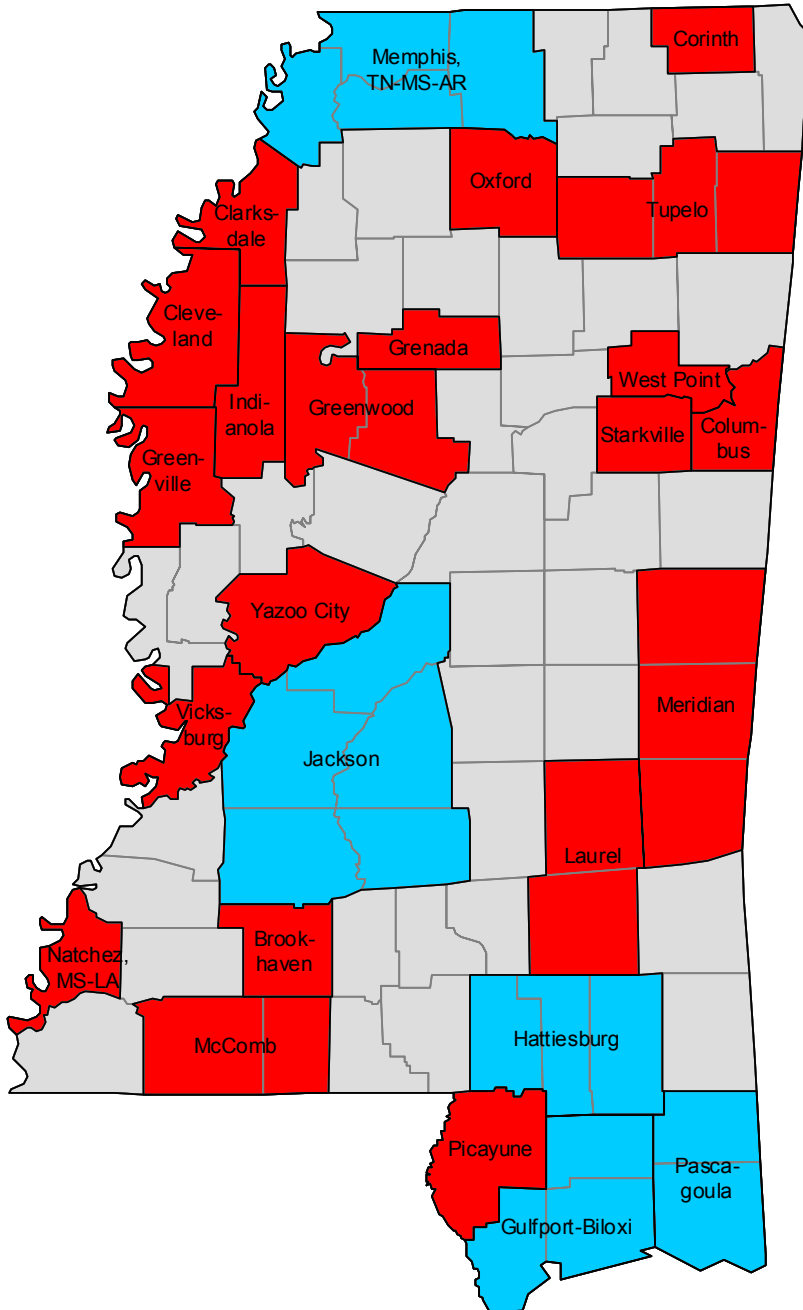 Corinth
Memphis,
TN-MS-AR
Oxford
Tupelo
Clarks-
dale
Cleve-
land
Grenada
West Point
Indi-
anola
Greenwood
Starkville
Colum-
bus
Green-
ville
Yazoo City
Vicks-
burg
Meridian
Jackson
Laurel
Brook-
haven
Natchez,
MS-LA
McComb
Hattiesburg
Picayune
Pasca-
goula
Gulfport-Biloxi